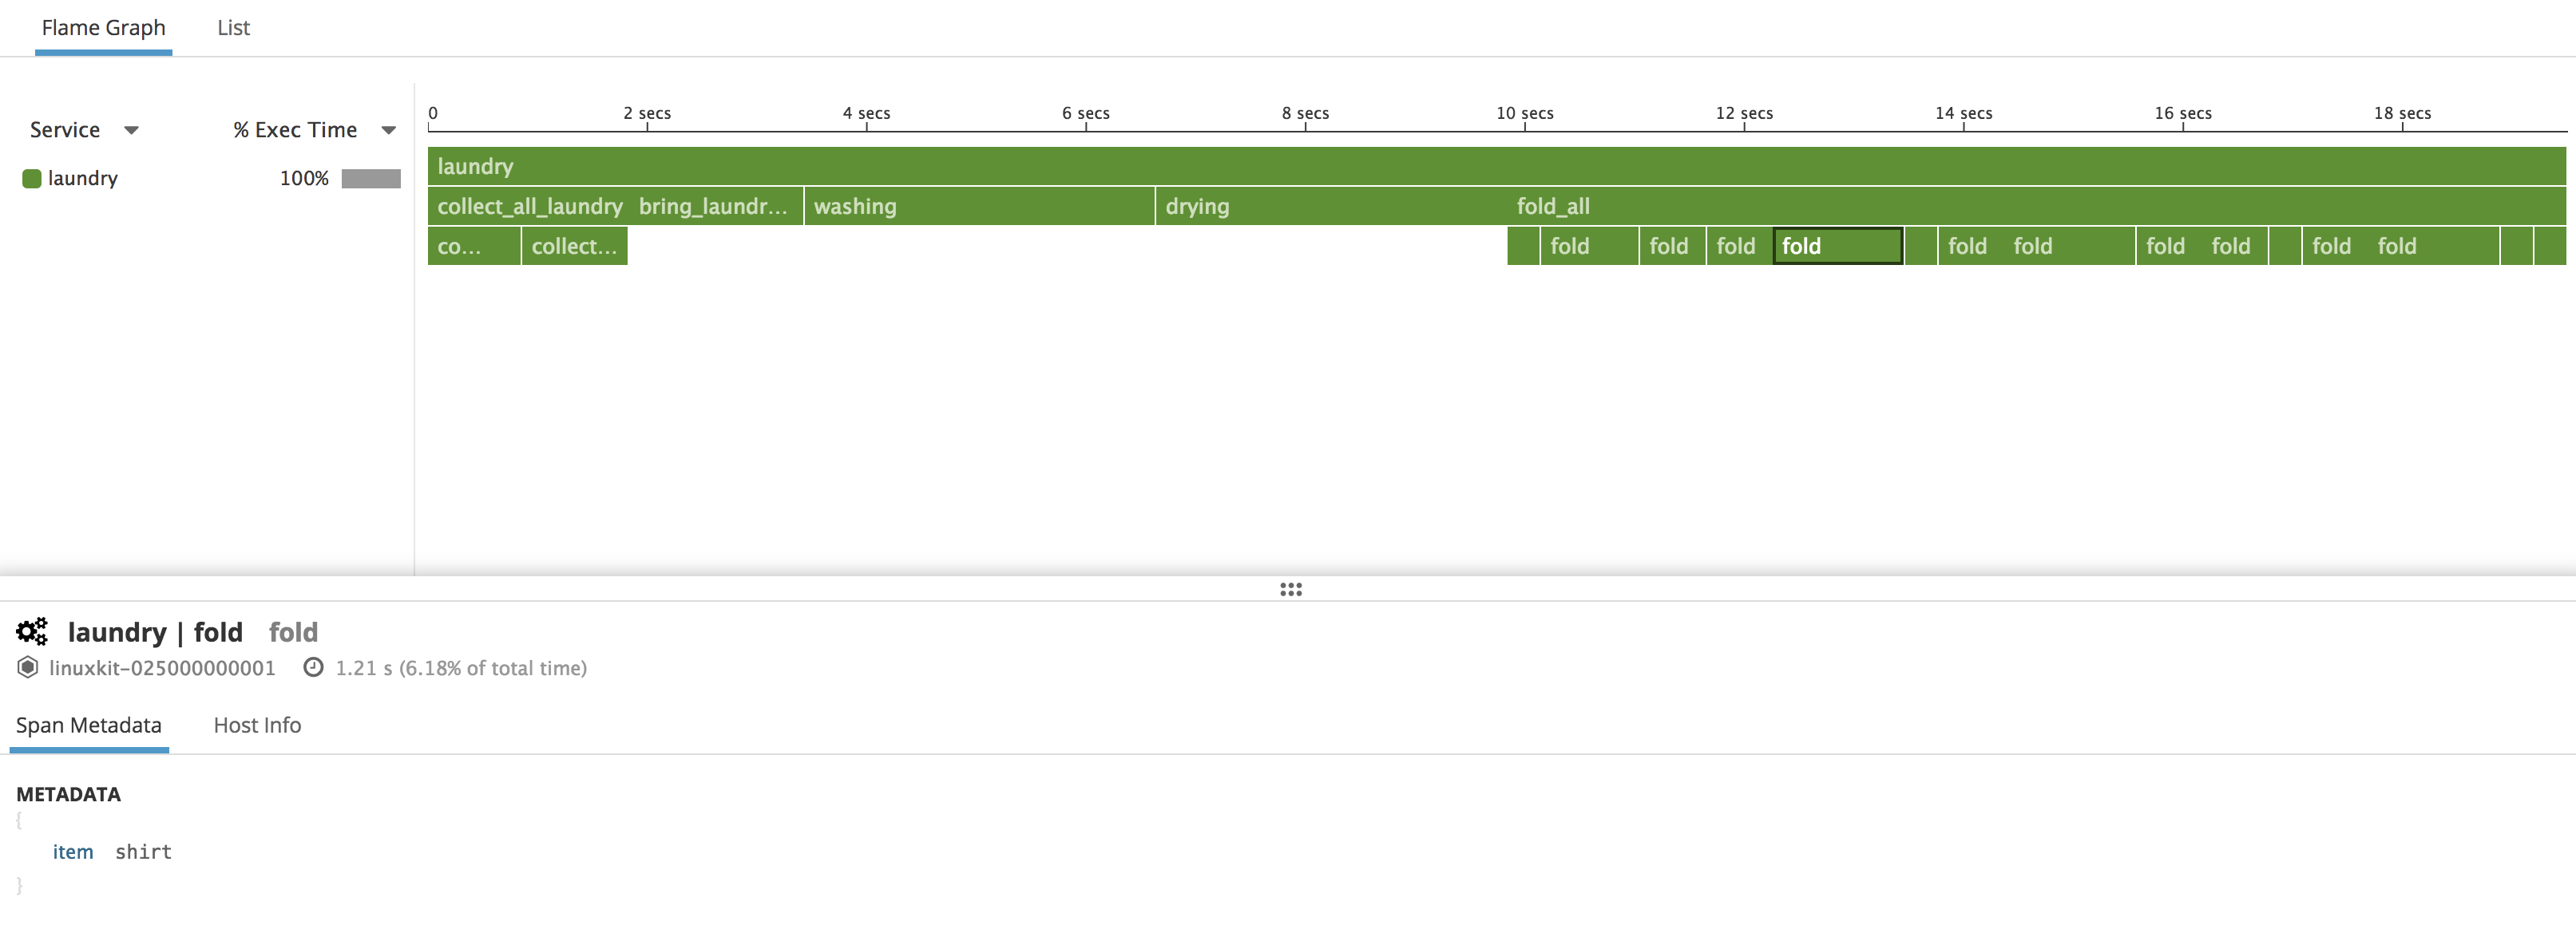 Flame Graph List
Service % Exec Time
laundry 100%
0 2 secs 4 secs 6 secs 8 secs 10 secs 12 secs 14 secs 16 secs 18 secs
laundry
collect_all_laundry bring_laundr... washing drying fold_all
co... collect... fold fold fold fold fold fold fold fold fold fold
laundry | fold fold
linuxkit-025000000001 1.21 s (6.18% of total time)
Span Metadata Host Info
METADATA
{
item shirt
}